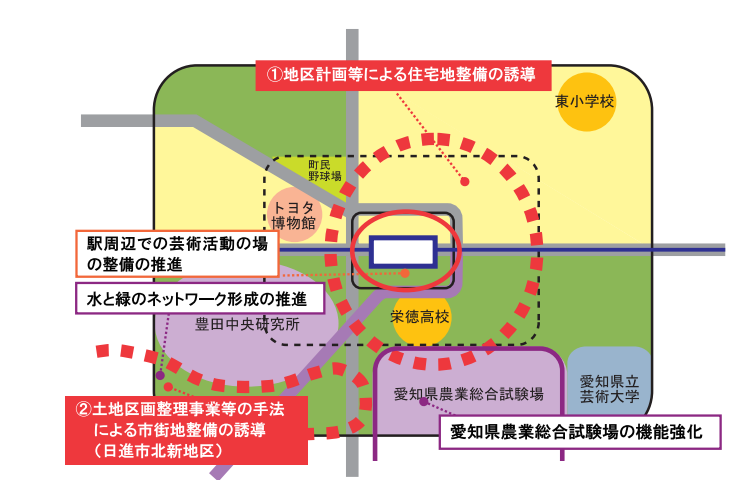 ①地区計画等による住宅地整備の誘導
東小学校
町民
野球場
トヨタ
博物館
駅周辺での芸術活動の場
の整備の推進
水と緑のネットワーク形成の推進
豊田中央研究所
栄徳高校
愛知県農業総合試験場
愛知県立
芸術大学
②土地区画整理事業等の手法
による市街地整備の誘導
（日進市北新地区）
愛知県農業総合試験場の機能強化